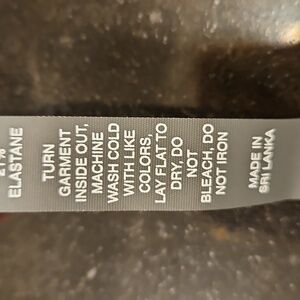 21%
ELASTANE
TURN
GARMENT
INSIDE OUT,
MACHINE
WASH COLD
WITH LIKE
COLORS,
LAY FLAT TO
DRY, DO
NOT
BLEACH, DO
NOT IRON
MADE IN
SRI LANKA